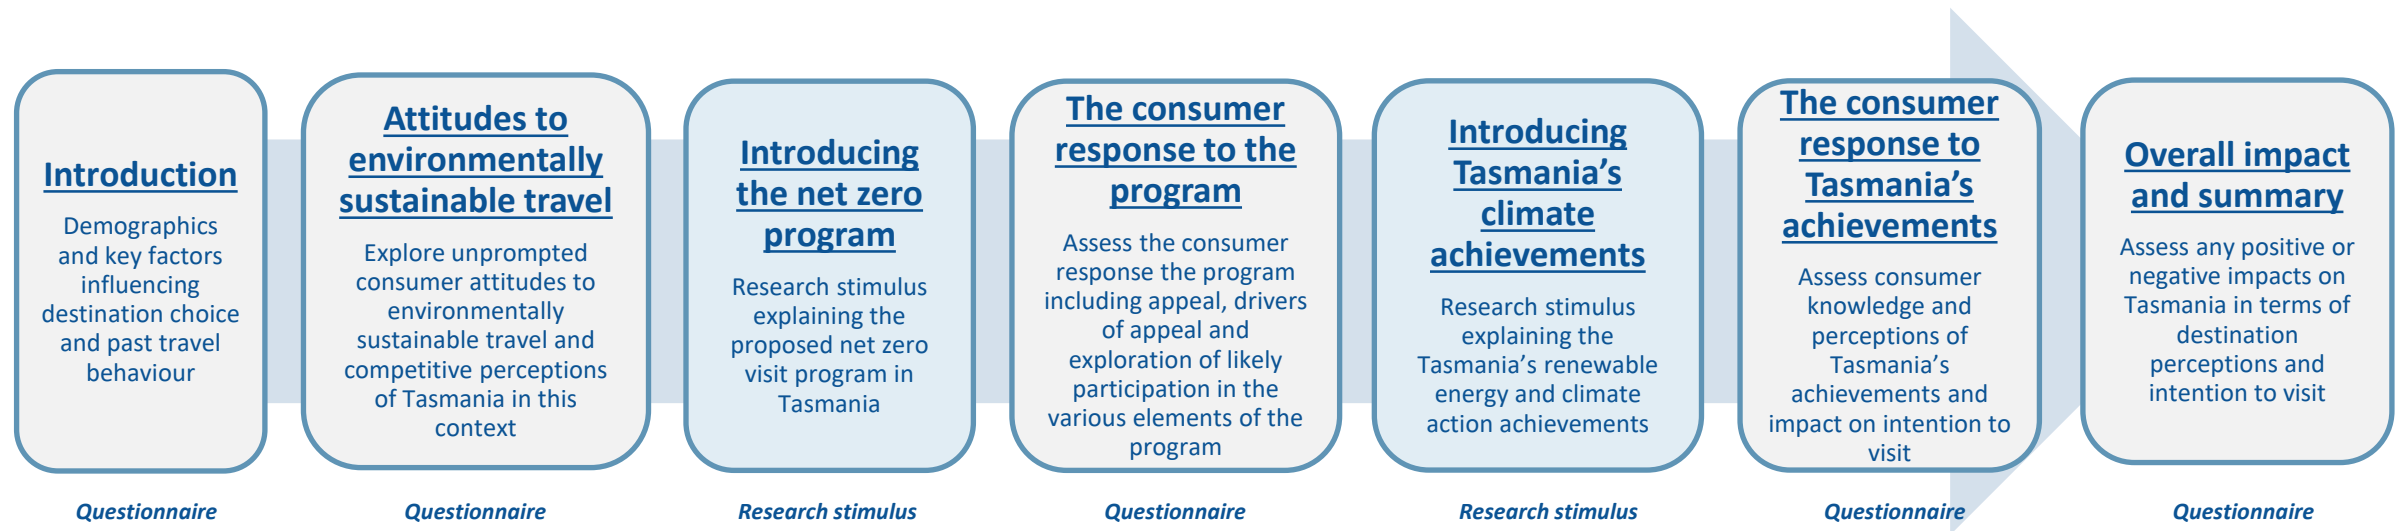 Introduction
Demographics
and key factors
influencing
destination choice
and past travel
behaviour
Questionnaire
Attitudes to
environmentally
sustainable travel
Explore unprompted
consumer attitudes to
environmentally
sustainable travel and
competitive perceptions
of Tasmania in this
context
Questionnaire
Introducing
the net zero
program
Research stimulus
explaining the
proposed net zero
visit program in
Tasmania
Research stimulus
The consumer
response to the
program
Assess the consumer
response the program
including appeal, drivers
of appeal and
exploration of likely
participation in the
various elements of the
program
Questionnaire
Introducing
Tasmania’s
climate
achievements
Research stimulus
explaining the
Tasmania’s renewable
energy and climate
action achievements
Research stimulus
The consumer
response to
Tasmania’s
achievements
Assess consumer
knowledge and
perceptions of
Tasmania’s
achievements and
impact on intention to
visit
Questionnaire
Overall impact
and summary
Assess any positive or
negative impacts on
Tasmania in terms of
destination
perceptions and
intention to visit
Questionnaire